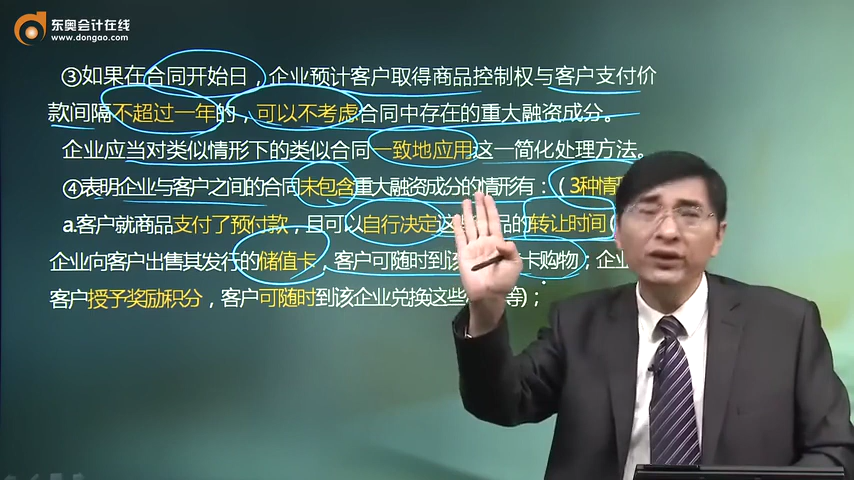 东奥会计在线
www.dongao.com
③如果在合同开始日，企业预计客户取得商品控制权与客户支付价
款间隔不超过一年的，可以不考虑合同中存在的重大融资成分。
企业应当对类似情形下的类似合同一致地应用这一简化处理方法。
④表明企业与客户之间的合同未包含重大融资成分的情形有：（3种情
a.客户就商品支付了预付款，且可以自行决定这 品的转让时间(
企业向客户出售其发行的储值卡，客户可随时到该 卡购物；企
客户授予奖励积分，客户可随时到该企业兑换这些 等)；